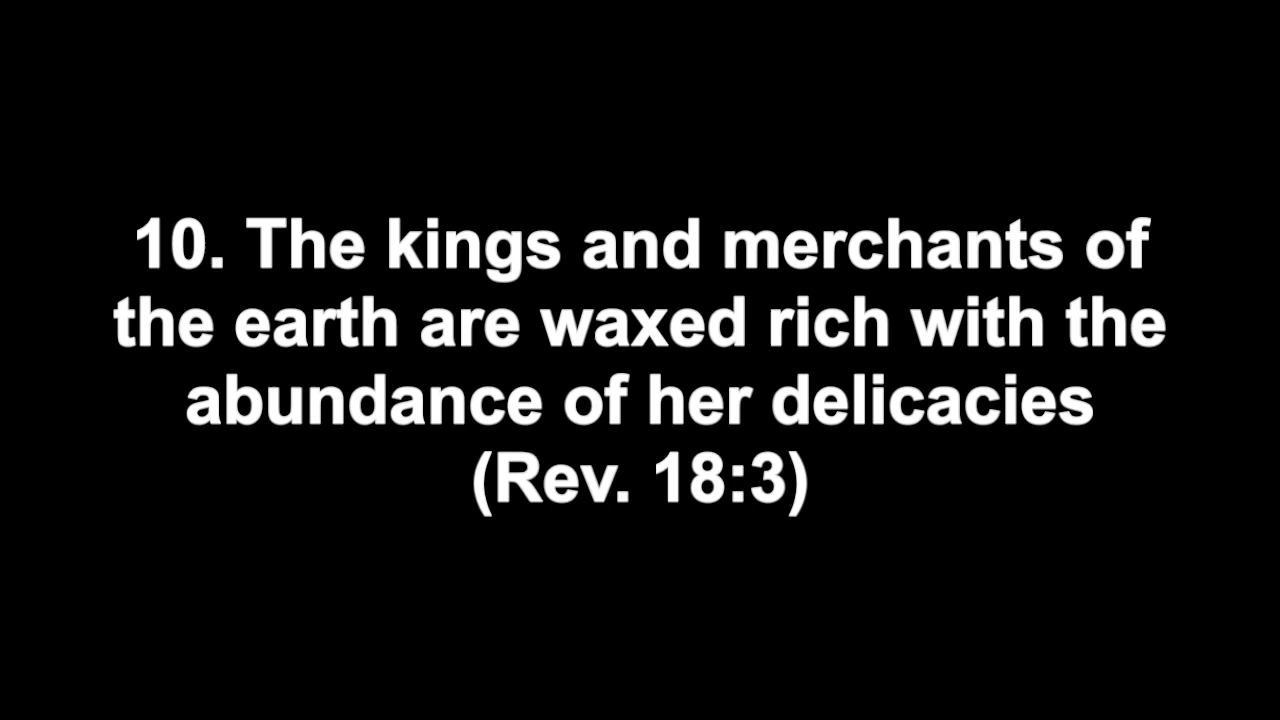 10. The kings and merchants of
the earth are waxed rich with the
abundance of her delicacies
(Rev. 18:3)